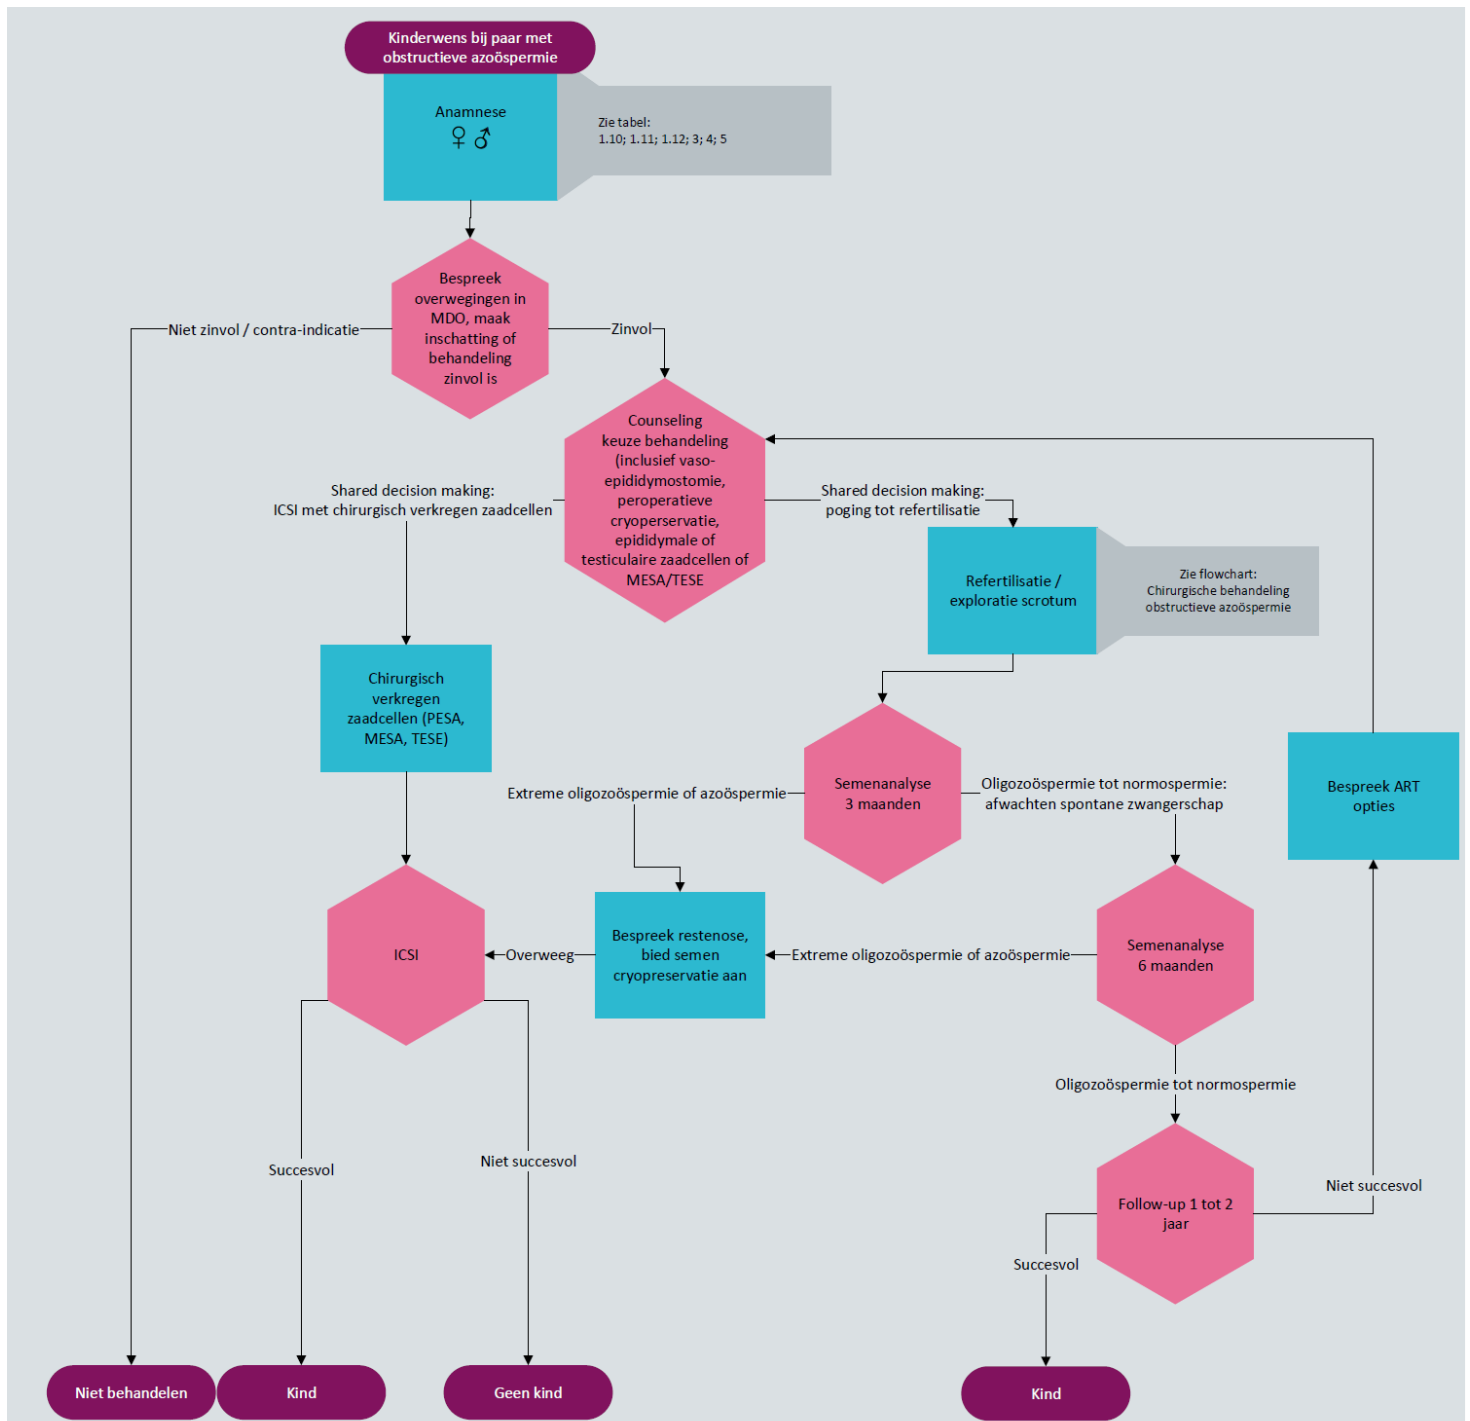 Kinderwens bij paar met
obstructieve azoöspermie
Anamnese
♀♂
Zie tabel:
1.10; 1.11; 1.12; 3; 4; 5
Bespreek
overwegingen in
MDO, maak
inschatting of
behandeling
zinvol is
Niet zinvol / contra-indicatie
Zinvol
Counseling
keuze behandeling
(inclusief vaso-
epididymostomie,
peroperatieve
cryoperservatie,
epididymale of
testiculaire zaadcellen of
MESA/TESE
Shared decision making:
ICSI met chirurgisch verkregen zaadcellen
Shared decision making:
poging tot refertilisatie
Refertilisatie /
exploratie scrotum
Zie flowchart:
Chirurgische behandeling
obstructieve azoöspermie
Chirurgisch
verkregen
zaadcellen (PESA,
MESA, TESE)
Semenanalyse
3 maanden
Extreme oligozoöspermie of azoöspermie
Oligozoöspermie tot normospermie:
afwachten spontane zwangerschap
Bespreek ART
opties
ICSI
Overweeg
Bespreek restenose,
bied semen
cryopreservatie aan
Extreme oligozoöspermie of azoöspermie
Semenanalyse
6 maanden
Oligozoöspermie tot normospermie
Succesvol
Niet succesvol
Follow-up 1 tot 2
jaar
Niet succesvol
Succesvol
Niet behandelen
Kind
Geen kind
Kind